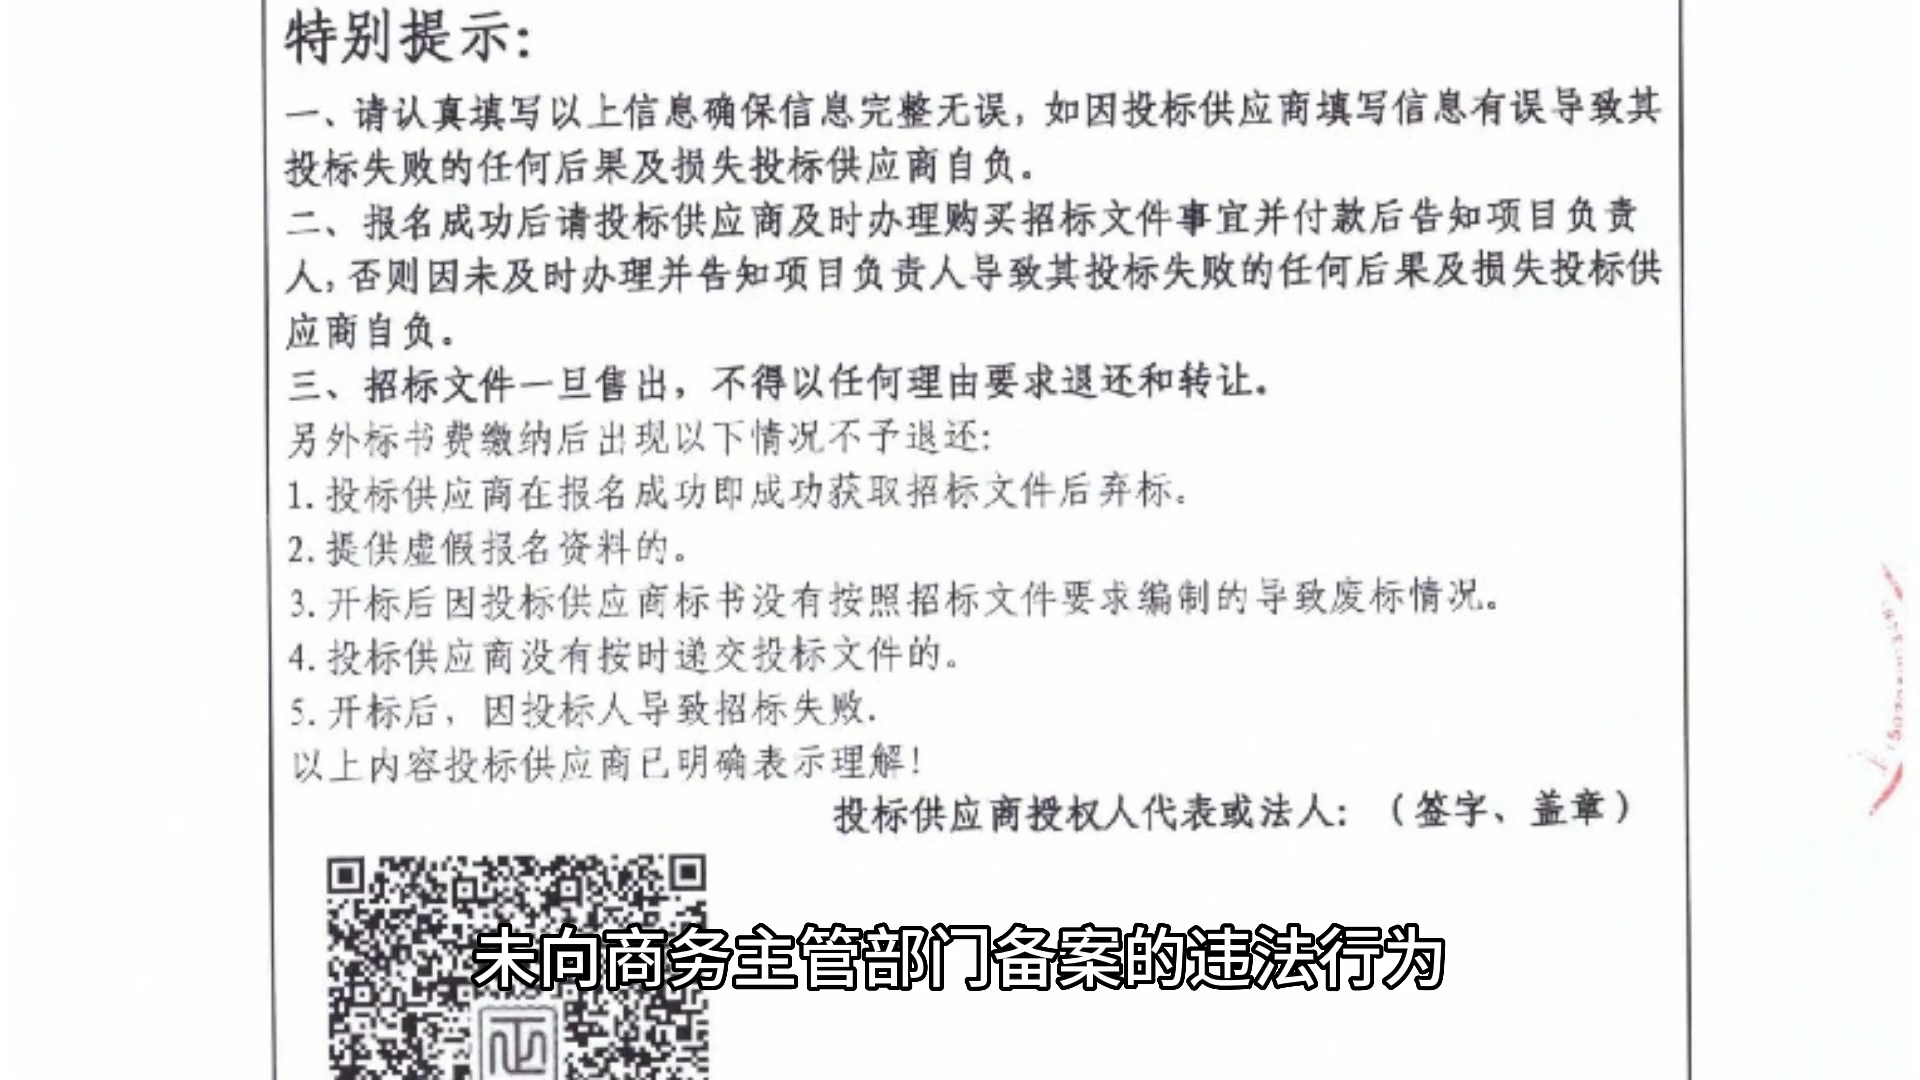 特别提示:
一、请认真填写以上信息确保信息完整无误，如因投标供应商填写信息有误导致其
投标失败的任何后果及损失投标供应商自负。
二、报名成功后请投标供应商及时办理购买招标文件事宜并付款后告知项目负责
人,否则因未及时办理并告知项目负责人导致其投标失败的任何后果及损失投标供
应商自负。
三、招标文件一旦售出，不得以任何理由要求退还和转让。
另外标书费缴纳后出现以下情况不予退还:
1.投标供应商在报名成功即成功获取招标文件后弃标。
2.提供虚假报名资料的。
3.开标后因投标供应商标书没有按照招标文件要求编制的导致废标情况。
4.投标供应商没有按时递交投标文件的。
5.开标后，因投标人导致招标失败.
以上内容投标供应商已明确表示理解!
投标供应商授权人代表或法人:（签字、盖章）
未向商务主管部门备案的违法行为